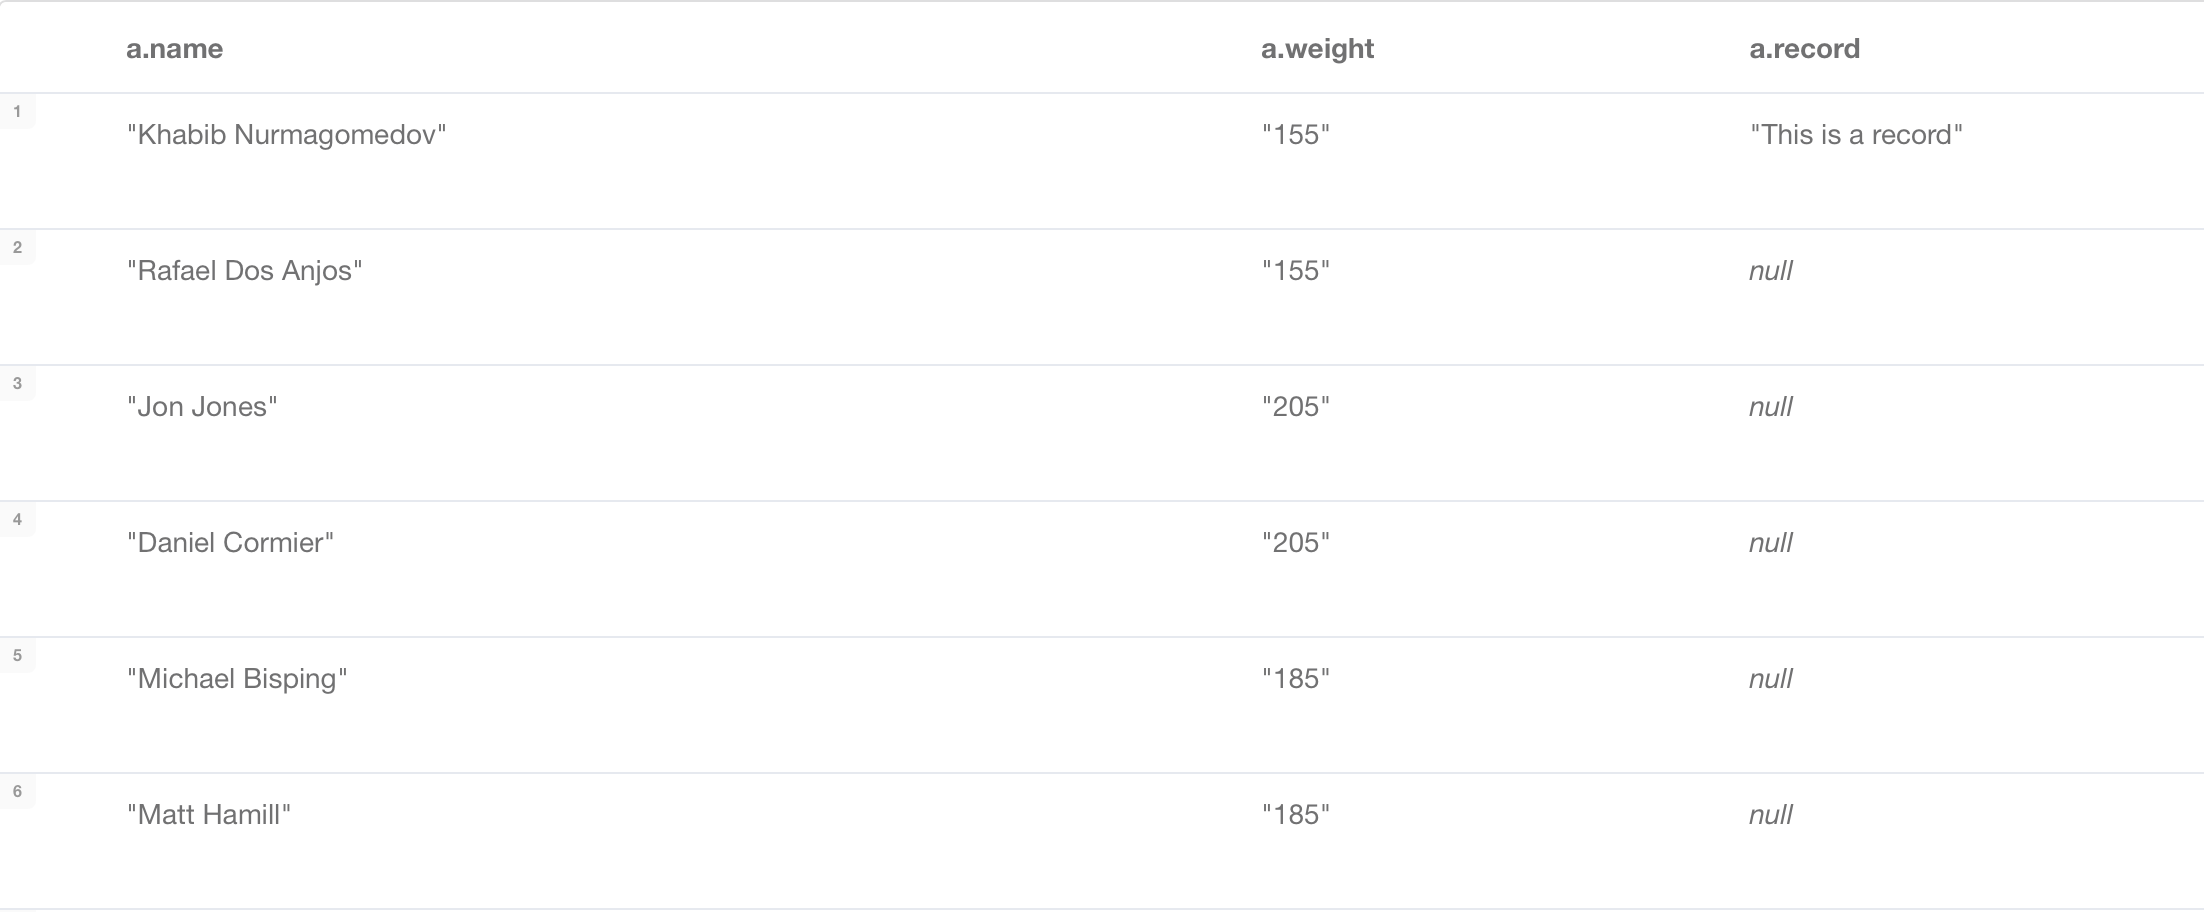 a.name a.weight a.record
1 "Khabib Nurmagomedov" "155" "This is a record"
2 "Rafael Dos Anjos" "155" null
3 "Jon Jones" "205" null
4 "Daniel Cormier" "205" null
5 "Michael Bisping" "185" null
6 "Matt Hamill" "185" null